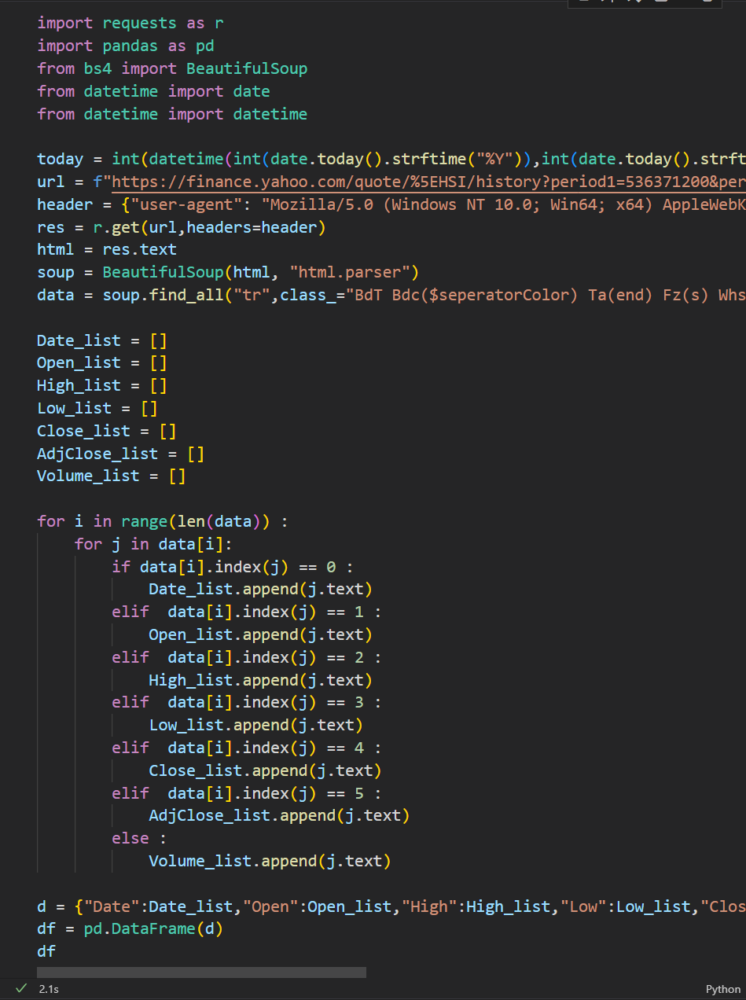 import requests as r
import pandas as pd
from bs4 import BeautifulSoup
from datetime import date
from datetime import datetime

today = int(datetime(int(date.today().strftime("%Y")),int(date.today().strft
url = f"https://finance.yahoo.com/quote/%5EHSI/history?period1=536371200&per
header = {"user-agent": "Mozilla/5.0 (Windows NT 10.0; Win64; x64) AppleWebK
res = r.get(url,headers=header)
html = res.text
soup = BeautifulSoup(html, "html.parser")
data = soup.find_all("tr",class_="BdT Bdc($seperatorColor) Ta(end) Fz(s) Whs

Date_list = []
Open_list = []
High_list = []
Low_list = []
Close_list = []
AdjClose_list = []
Volume_list = []

for i in range(len(data)) :
    for j in data[i]:
        if data[i].index(j) == 0 :
            Date_list.append(j.text)
        elif  data[i].index(j) == 1 :
            Open_list.append(j.text)
        elif  data[i].index(j) == 2 :
            High_list.append(j.text)
        elif  data[i].index(j) == 3 :
            Low_list.append(j.text)
        elif  data[i].index(j) == 4 :
            Close_list.append(j.text)
        elif  data[i].index(j) == 5 :
            AdjClose_list.append(j.text)
        else :
            Volume_list.append(j.text)

d = {"Date":Date_list,"Open":Open_list,"High":High_list,"Low":Low_list,"Clos
df = pd.DataFrame(d)
df
2.1s
Python